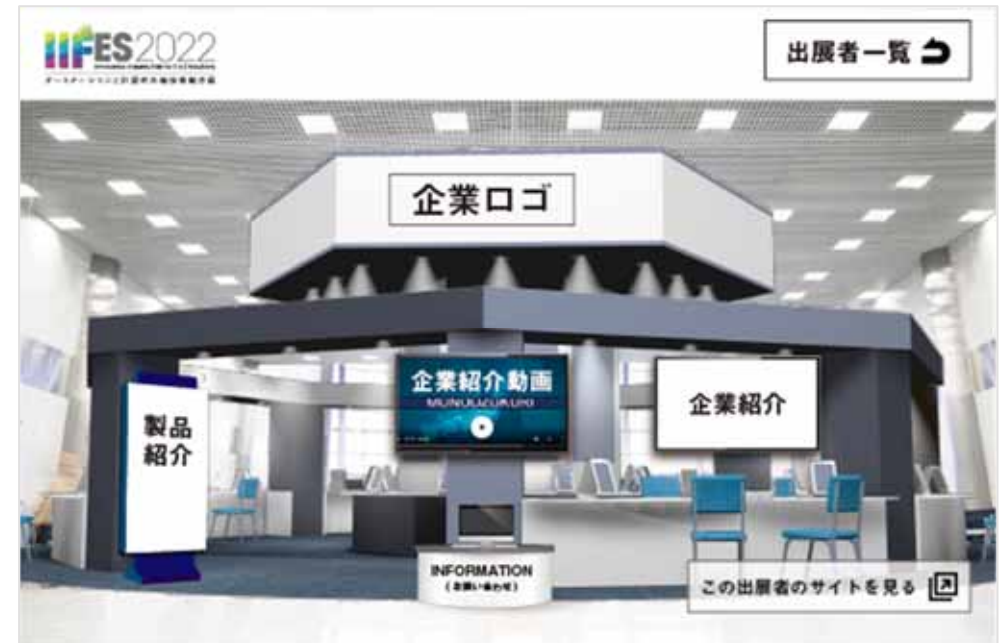 IIFES2022
出展者一覧
企業ロゴ
企業紹介動画
MONODZUKURI
企業紹介
製品
紹介
INFORMATION
(お問い合わせ)
この出展者のサイトを見る